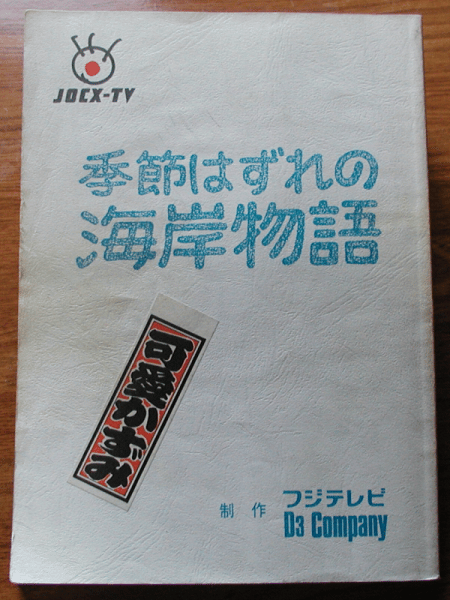 JOCX-TV
季節はずれの
海岸物語
可愛かずみ
制作 フジテレビ
D3 Company